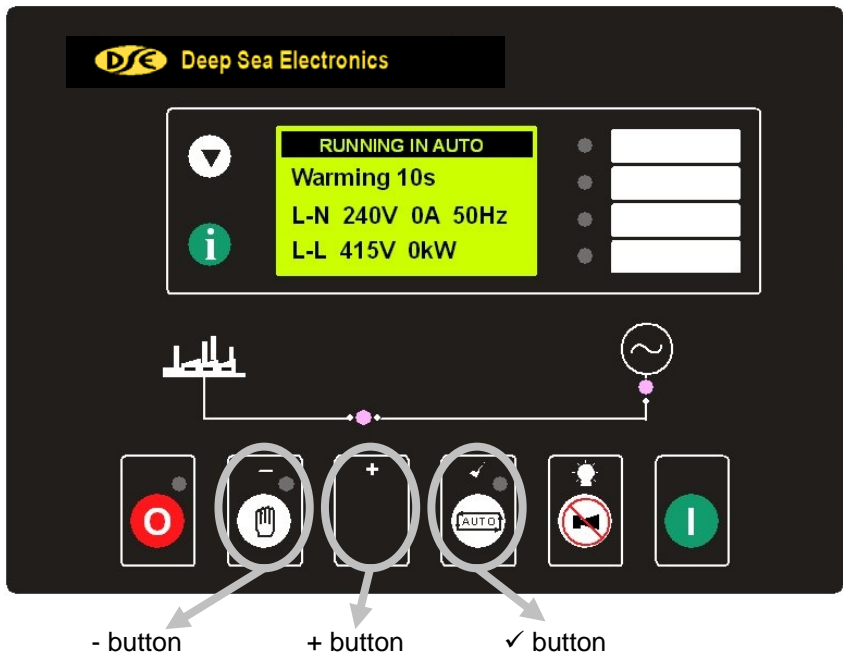 DSE Deep Sea Electronics
RUNNING IN AUTO
Warming 10s
L-N 240V 0A 50Hz
L-L 415V 0kW
i
− + ✓
O AUTO I
- button + button ✓ button